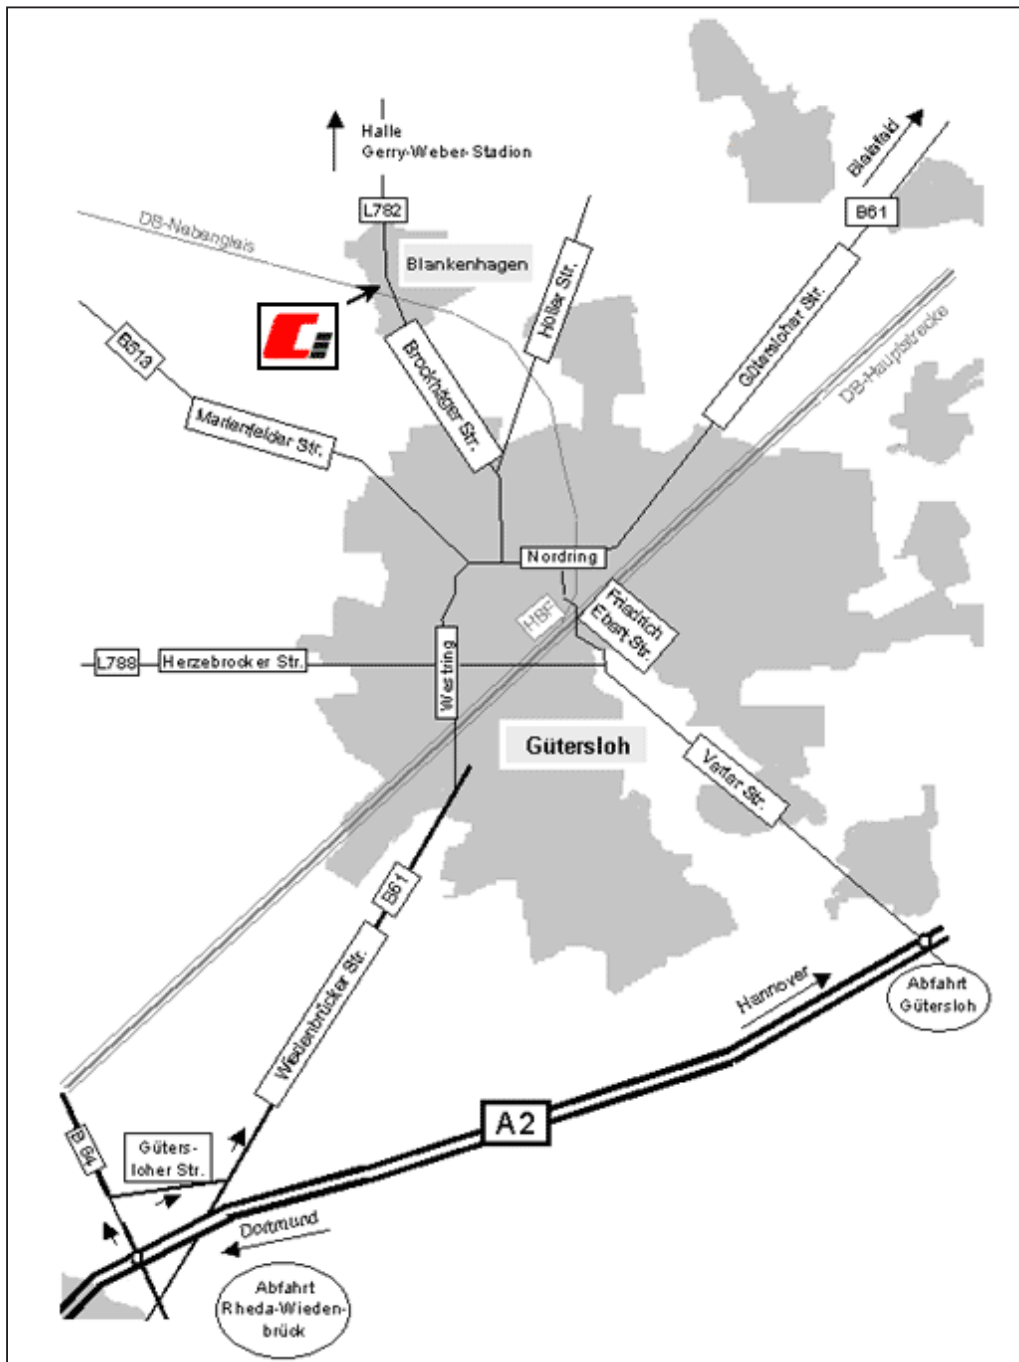 Halle
Gerry-Weber-Stadion
Bielefeld
L782
B61
DB-Nebengleis
Blankenhagen
Holler Str.
Gütersloher Str.
B513
Brockhäger Str.
DB-Hauptstrecke
Marienfelder Str.
Nordring
HBF
Friedrich
Ebert Str.
L788
Herzebrocker Str.
Westring
Gütersloh
Verler Str.
B61
Wiedenbrücker Str.
Hannover
Abfahrt
Gütersloh
A2
B 64
Güters-
loher Str.
Dortmund
Abfahrt
Rheda-Wieden-
brück